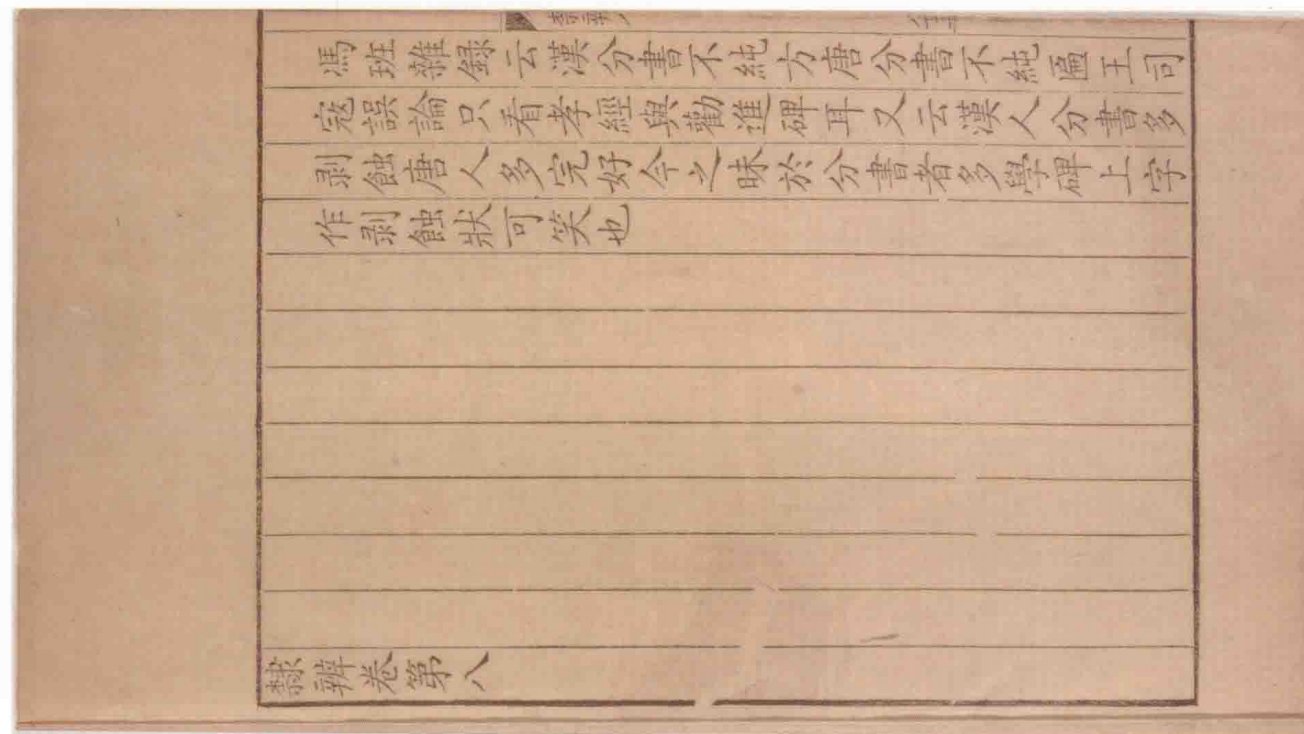 馮班雜録云漢分書不純方唐分書不純匾王司
寇誤論只看孝經與勸進碑耳又云漢人分書多
剥蝕唐人多完好今之昧於分書者多學碑上字
作剥蝕狀可笑也
隸辨卷第八